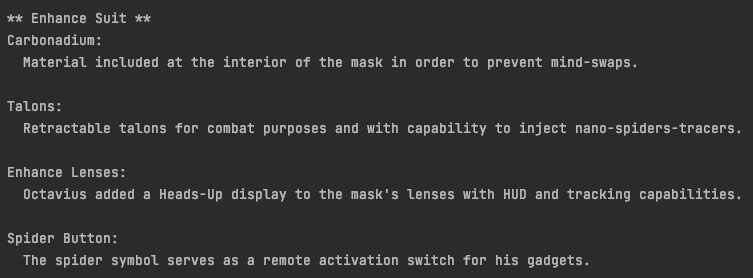 ** Enhance Suit **
Carbonadium:
Material included at the interior of the mask in order to prevent mind-swaps.
Talons:
Retractable talons for combat purposes and with capability to inject nano-spiders-tracers.
Enhance Lenses:
Octavius added a Heads-Up display to the mask's lenses with HUD and tracking capabilities.
Spider Button:
The spider symbol serves as a remote activation switch for his gadgets.